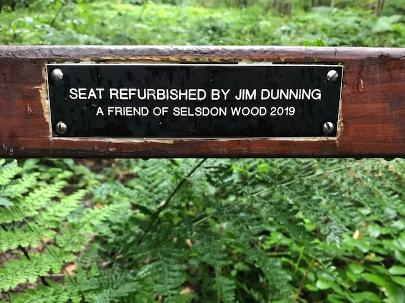 SEAT REFURBISHED BY JIM DUNNING
A FRIEND OF SELSDON WOOD 2019